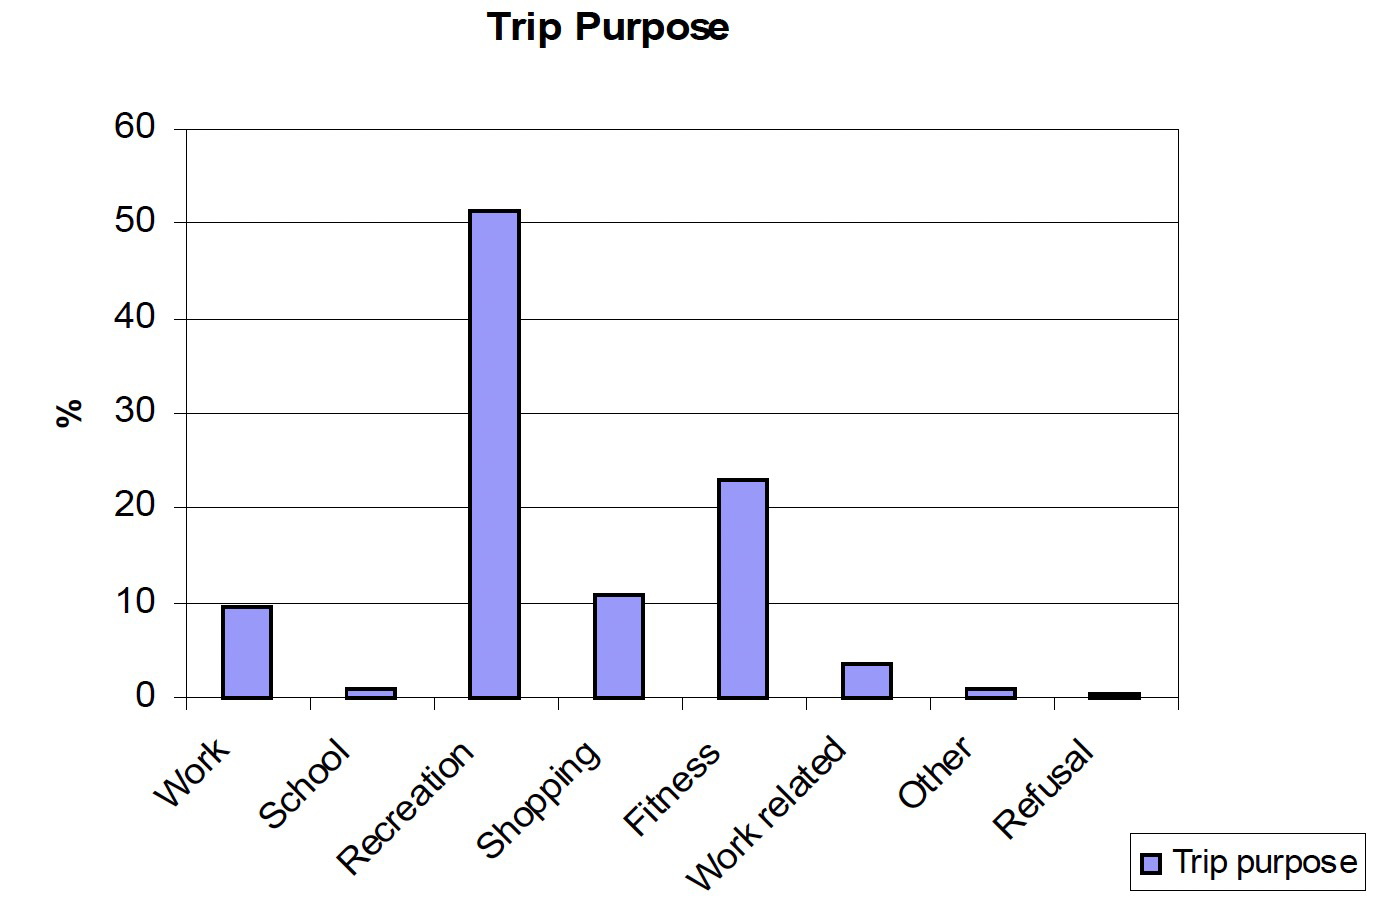 Trip Purpose
60
50
40
30
20
10
0
%
Work
School
Recreation
Shopping
Fitness
Work related
Other
Refusal
Trip purpose